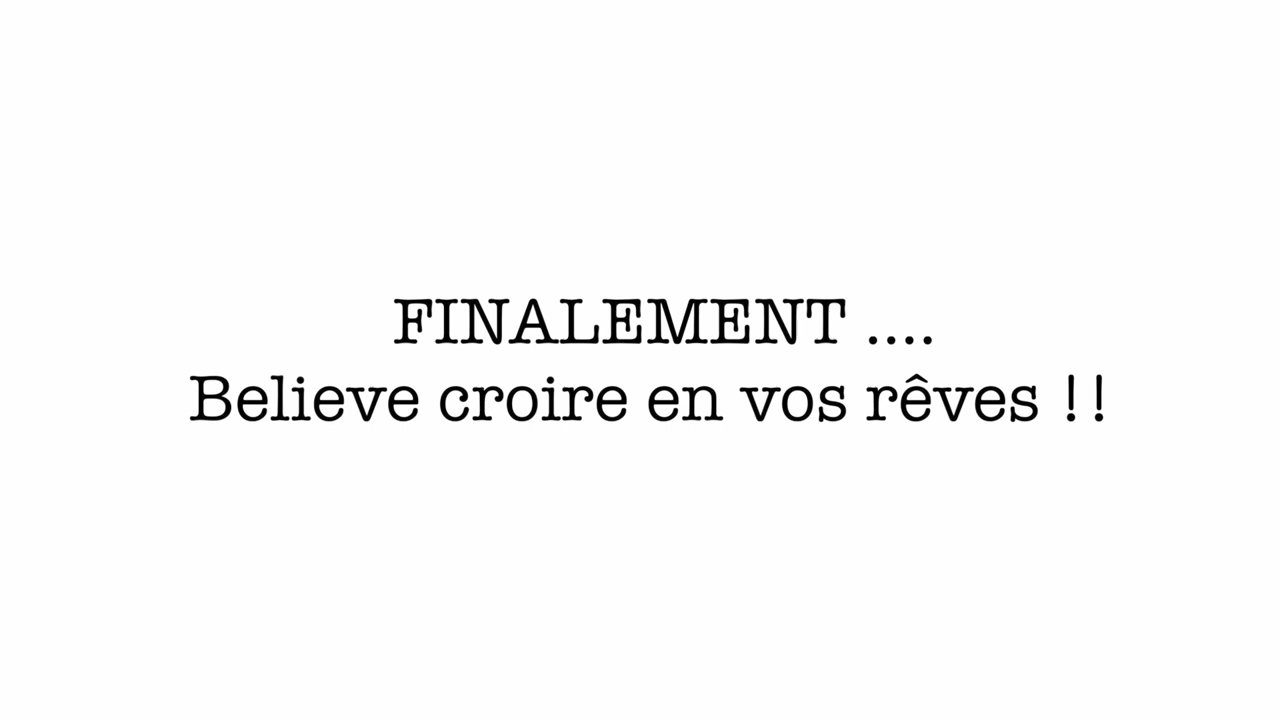 FINALEMENT ....
Believe croire en vos rêves !!